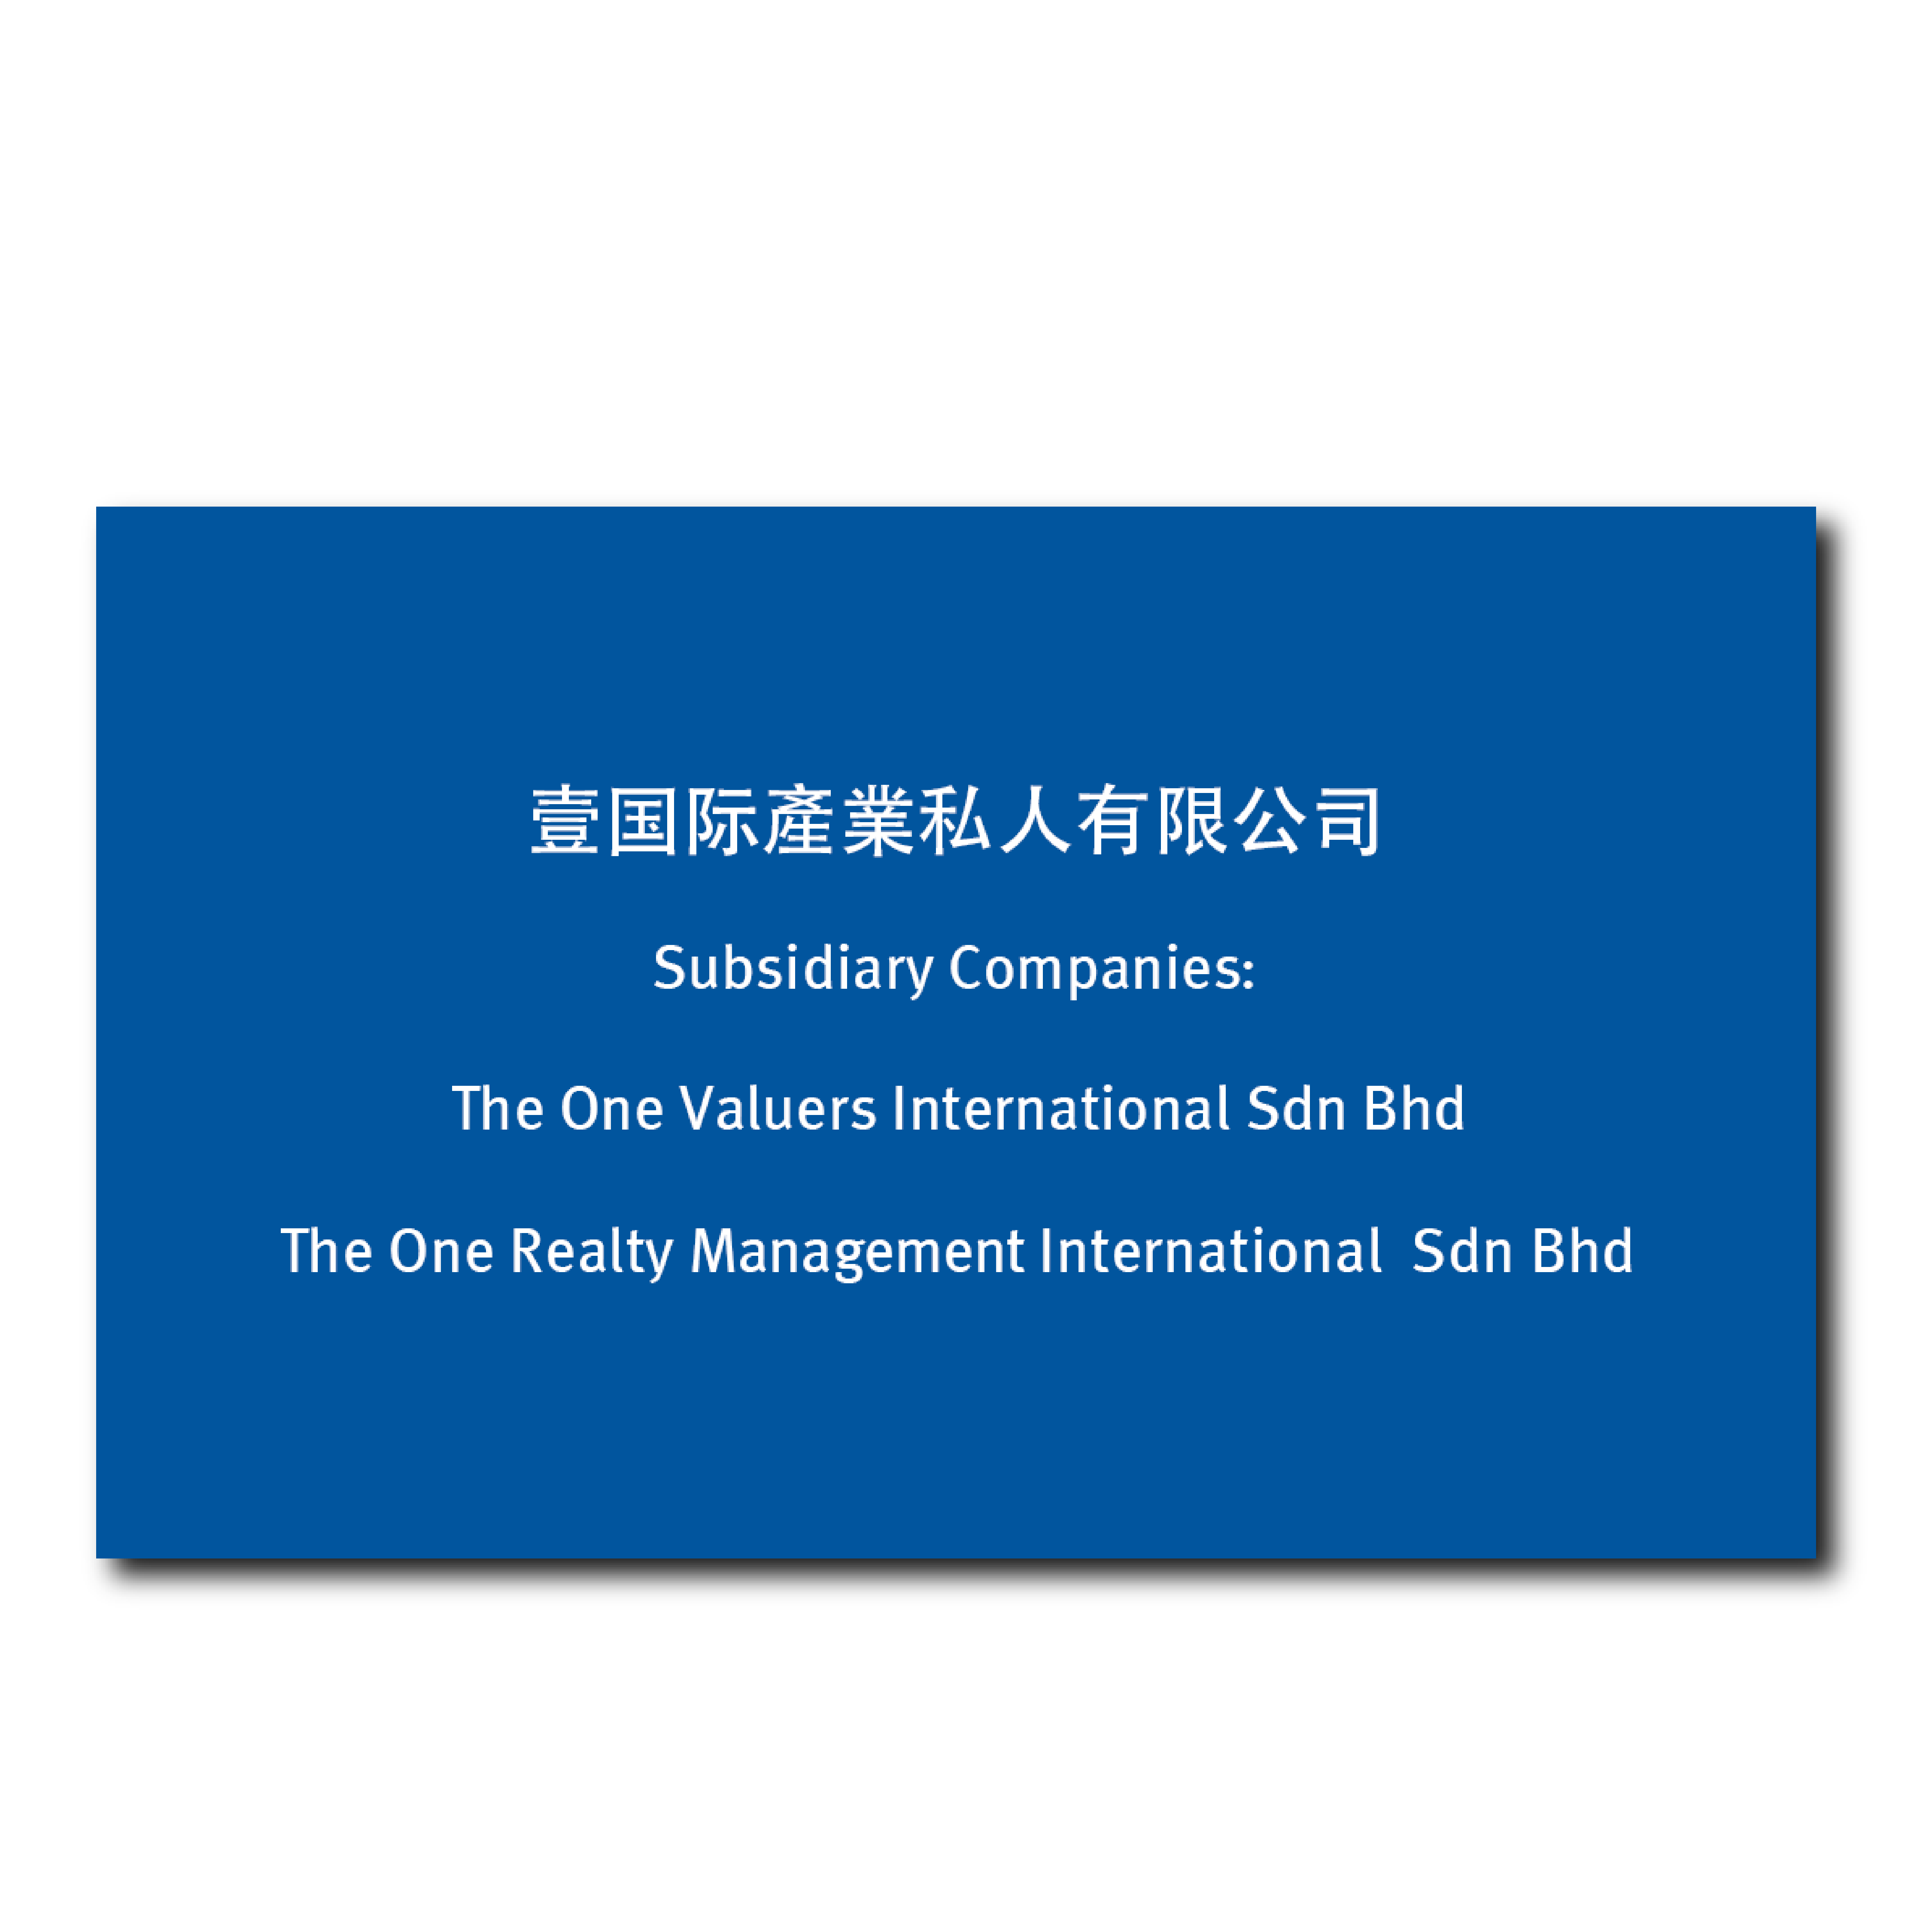 壹国际產業私人有限公司
Subsidiary Companies:
The One Valuers International Sdn Bhd
The One Realty Management International  Sdn Bhd